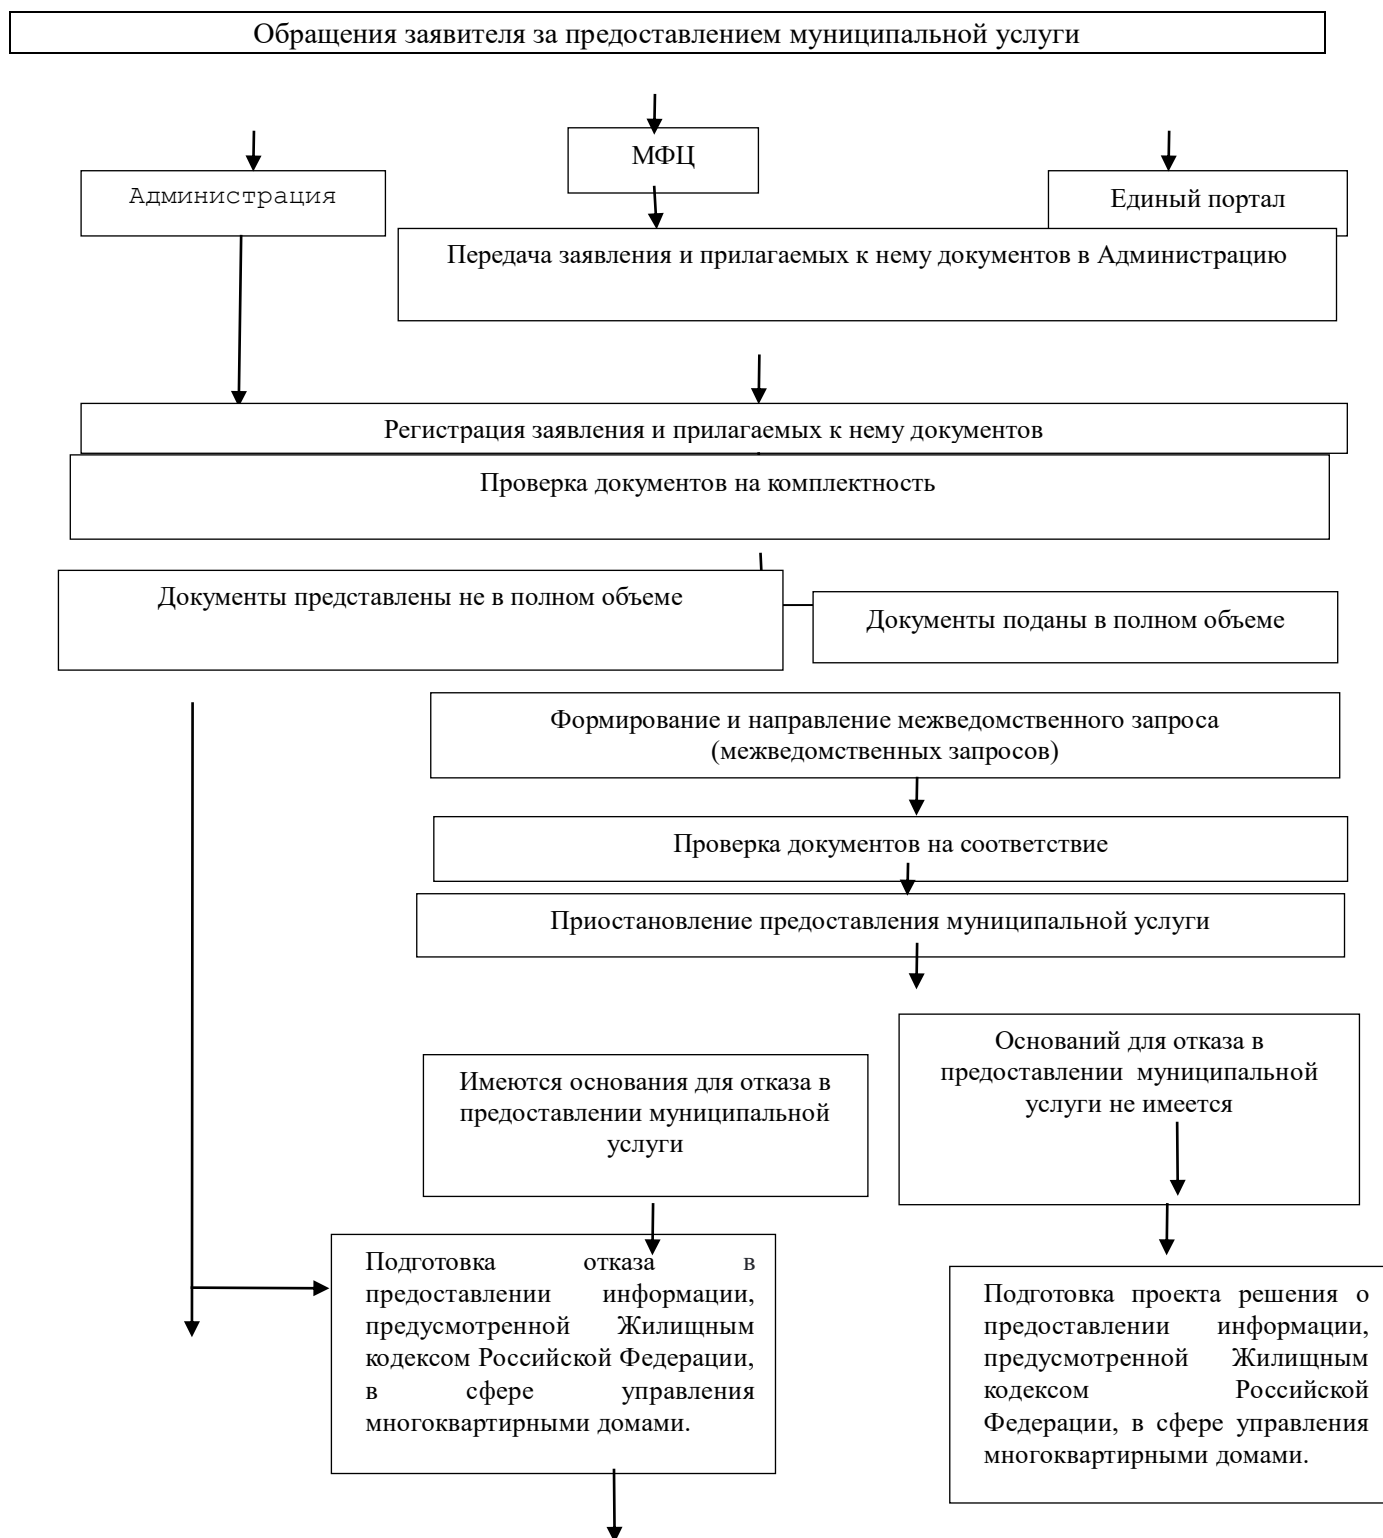 Обращения заявителя за предоставлением муниципальной услуги
МФЦ
Администрация
Единый портал
Передача заявления и прилагаемых к нему документов в Администрацию
Регистрация заявления и прилагаемых к нему документов
Проверка документов на комплектность
Документы представлены не в полном объеме
Документы поданы в полном объеме
Формирование и направление межведомственного запроса
(межведомственных запросов)
Проверка документов на соответствие
Приостановление предоставления муниципальной услуги
Имеются основания для отказа в
предоставлении муниципальной
услуги
Оснований для отказа в
предоставлении муниципальной
услуги не имеется
Подготовка отказа в
предоставлении информации,
предусмотренной Жилищным
кодексом Российской Федерации,
в сфере управления
многоквартирными домами.
Подготовка проекта решения о
предоставлении информации,
предусмотренной Жилищным
кодексом Российской
Федерации, в сфере управления
многоквартирными домами.